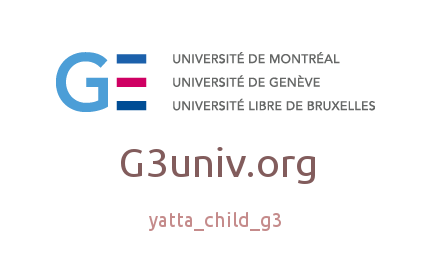 G
UNIVERSITÉ DE MONTRÉAL
UNIVERSITÉ DE GENÈVE
UNIVERSITÉ LIBRE DE BRUXELLES
G3univ.org
yatta_child_g3